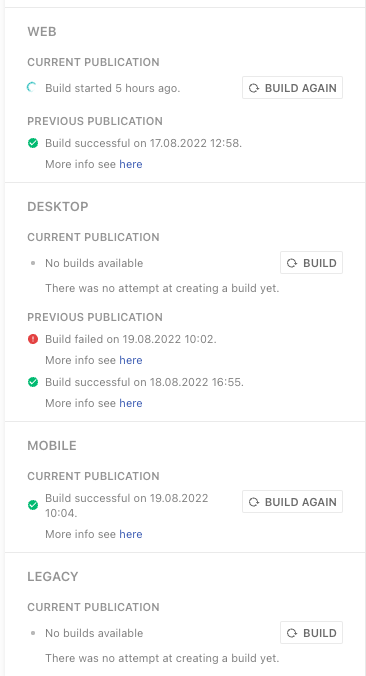 WEB
CURRENT PUBLICATION
Build started 5 hours ago.
BUILD AGAIN
PREVIOUS PUBLICATION
Build successful on 17.08.2022 12:58.
More info see here
DESKTOP
CURRENT PUBLICATION
No builds available
BUILD
There was no attempt at creating a build yet.
PREVIOUS PUBLICATION
Build failed on 19.08.2022 10:02.
More info see here
Build successful on 18.08.2022 16:55.
More info see here
MOBILE
CURRENT PUBLICATION
Build successful on 19.08.2022
10:04.
BUILD AGAIN
More info see here
LEGACY
CURRENT PUBLICATION
No builds available
BUILD
There was no attempt at creating a build yet.